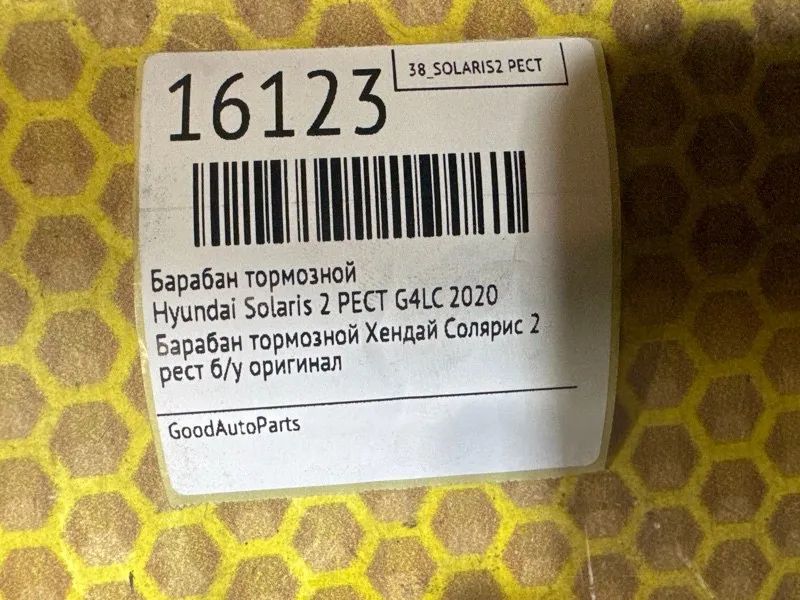 16123
38_SOLARIS2 РЕСТ
Барабан тормозной
Hyundai Solaris 2 РЕСТ G4LC 2020
Барабан тормозной Хендай Солярис 2
рест б/у оригинал
GoodAutoParts